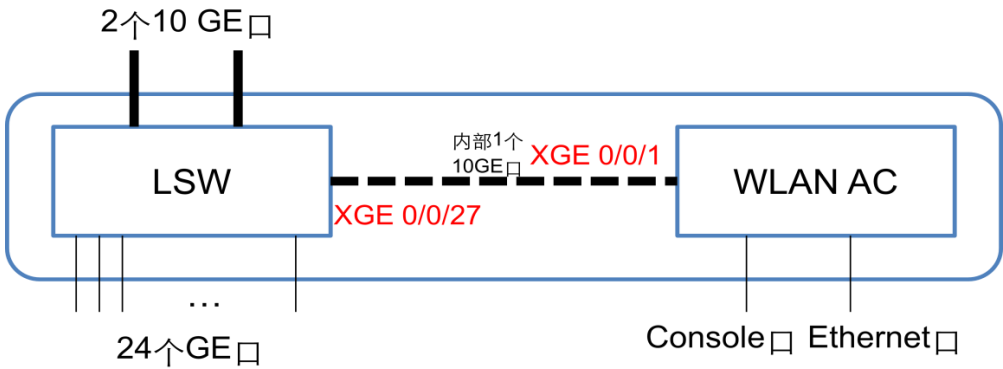 2个10 GE口
内部1个
10GE口
XGE 0/0/1
LSW
WLAN AC
XGE 0/0/27
...
24个GE口
Console口
Ethernet口